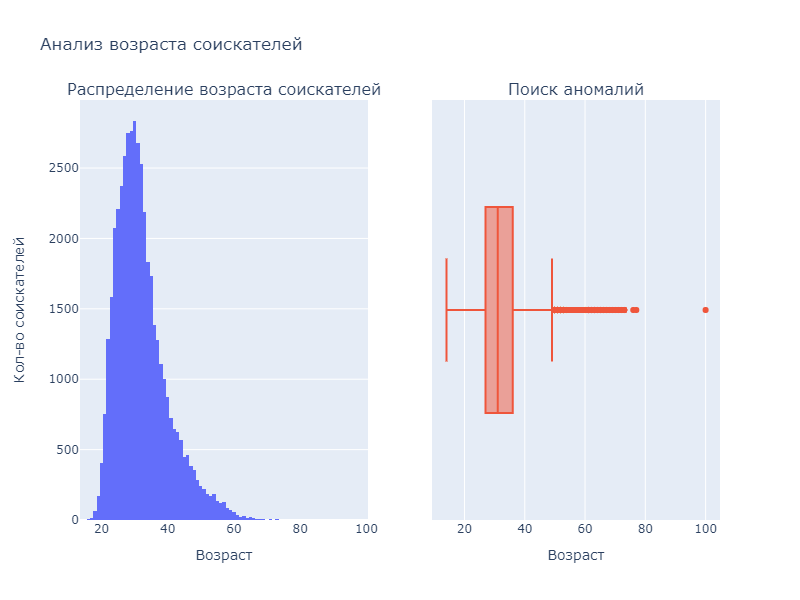 Анализ возраста соискателей
Распределение возраста соискателей
Поиск аномалий
Кол-во соискателей
2500
2000
1500
1000
500
0
20 40 60 80 100
Возраст
20 40 60 80 100
Возраст